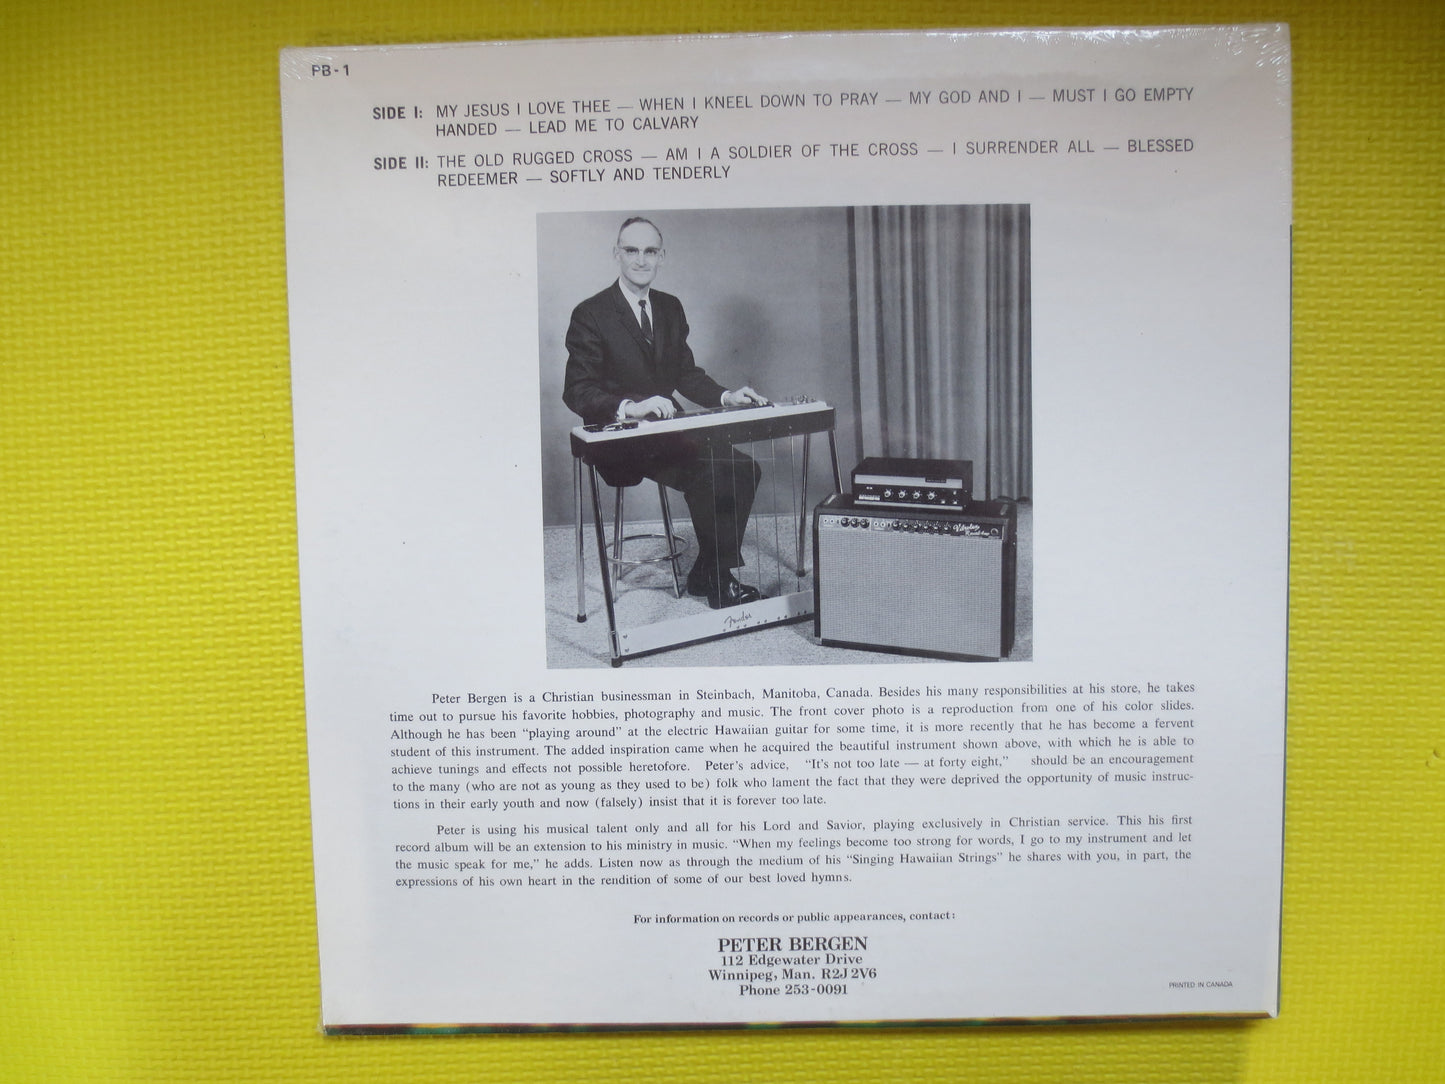 PB-1
SIDE I: MY JESUS I LOVE THEE — WHEN I KNEEL DOWN TO PRAY — MY GOD AND I — MUST I GO EMPTY
HANDED — LEAD ME TO CALVARY
SIDE II: THE OLD RUGGED CROSS — AM I A SOLDIER OF THE CROSS — I SURRENDER ALL — BLESSED
REDEEMER — SOFTLY AND TENDERLY
Fender
Peter Bergen is a Christian businessman in Steinbach, Manitoba, Canada. Besides his many responsibilities at his store, he takes
time out to pursue his favorite hobbies, photography and music. The front cover photo is a reproduction from one of his color slides.
Although he has been “playing around” at the electric Hawaiian guitar for some time, it is more recently that he has become a fervent
student of this instrument. The added inspiration came when he acquired the beautiful instrument shown above, with which he is able to
achieve tunings and effects not possible heretofore. Peter's advice, “It's not too late — at forty eight,” should be an encouragement
to the many (who are not as young as they used to be) folk who lament the fact that they were deprived the opportunity of music instruc-
tions in their early youth and now (falsely) insist that it is forever too late.
Peter is using his musical talent only and all for his Lord and Savior, playing exclusively in Christian service. This his first
record album will be an extension to his ministry in music. “When my feelings become too strong for words, I go to my instrument and let
the music speak for me,” he adds. Listen now as through the medium of his “Singing Hawaiian Strings” he shares with you, in part, the
expressions of his own heart in the rendition of some of our best loved hymns.
For information on records or public appearances, contact:
PETER BERGEN
112 Edgewater Drive
Winnipeg, Man. R2J 2V6
Phone 253-0091
PRINTED IN CANADA